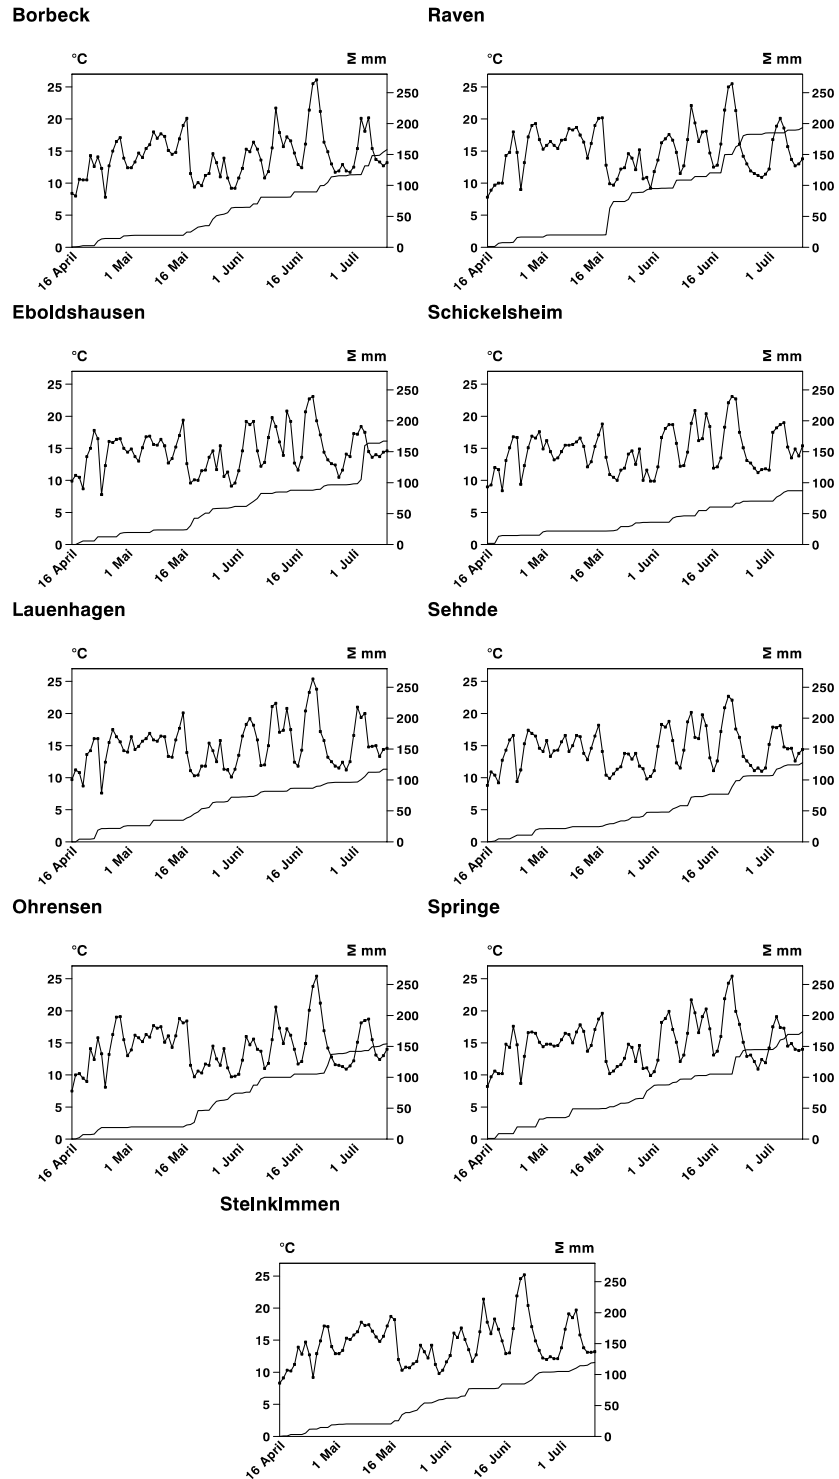 Borbeck Raven
°C Σ mm °C Σ mm
25 250 25 250
20 200 20 200
15 150 15 150
10 100 10 100
5 50 5 50
0 0 0 0
16 April 1 Mai 16 Mai 1 Juni 16 Juni 1 Juli 16 April 1 Mai 16 Mai 1 Juni 16 Juni 1 Juli
Eboldshausen Schickelsheim
°C Σ mm °C Σ mm
25 250 25 250
20 200 20 200
15 150 15 150
10 100 10 100
5 50 5 50
0 0 0 0
16 April 1 Mai 16 Mai 1 Juni 16 Juni 1 Juli 16 April 1 Mai 16 Mai 1 Juni 16 Juni 1 Juli
Lauenhagen Sehnde
°C Σ mm °C Σ mm
25 250 25 250
20 200 20 200
15 150 15 150
10 100 10 100
5 50 5 50
0 0 0 0
16 April 1 Mai 16 Mai 1 Juni 16 Juni 1 Juli 16 April 1 Mai 16 Mai 1 Juni 16 Juni 1 Juli
Ohrensen Springe
°C Σ mm °C Σ mm
25 250 25 250
20 200 20 200
15 150 15 150
10 100 10 100
5 50 5 50
0 0 0 0
16 April 1 Mai 16 Mai 1 Juni 16 Juni 1 Juli 16 April 1 Mai 16 Mai 1 Juni 16 Juni 1 Juli
SteInkImmen
°C Σ mm
25 250
20 200
15 150
10 100
5 50
0 0
16 April 1 Mai 16 Mai 1 Juni 16 Juni 1 Juli